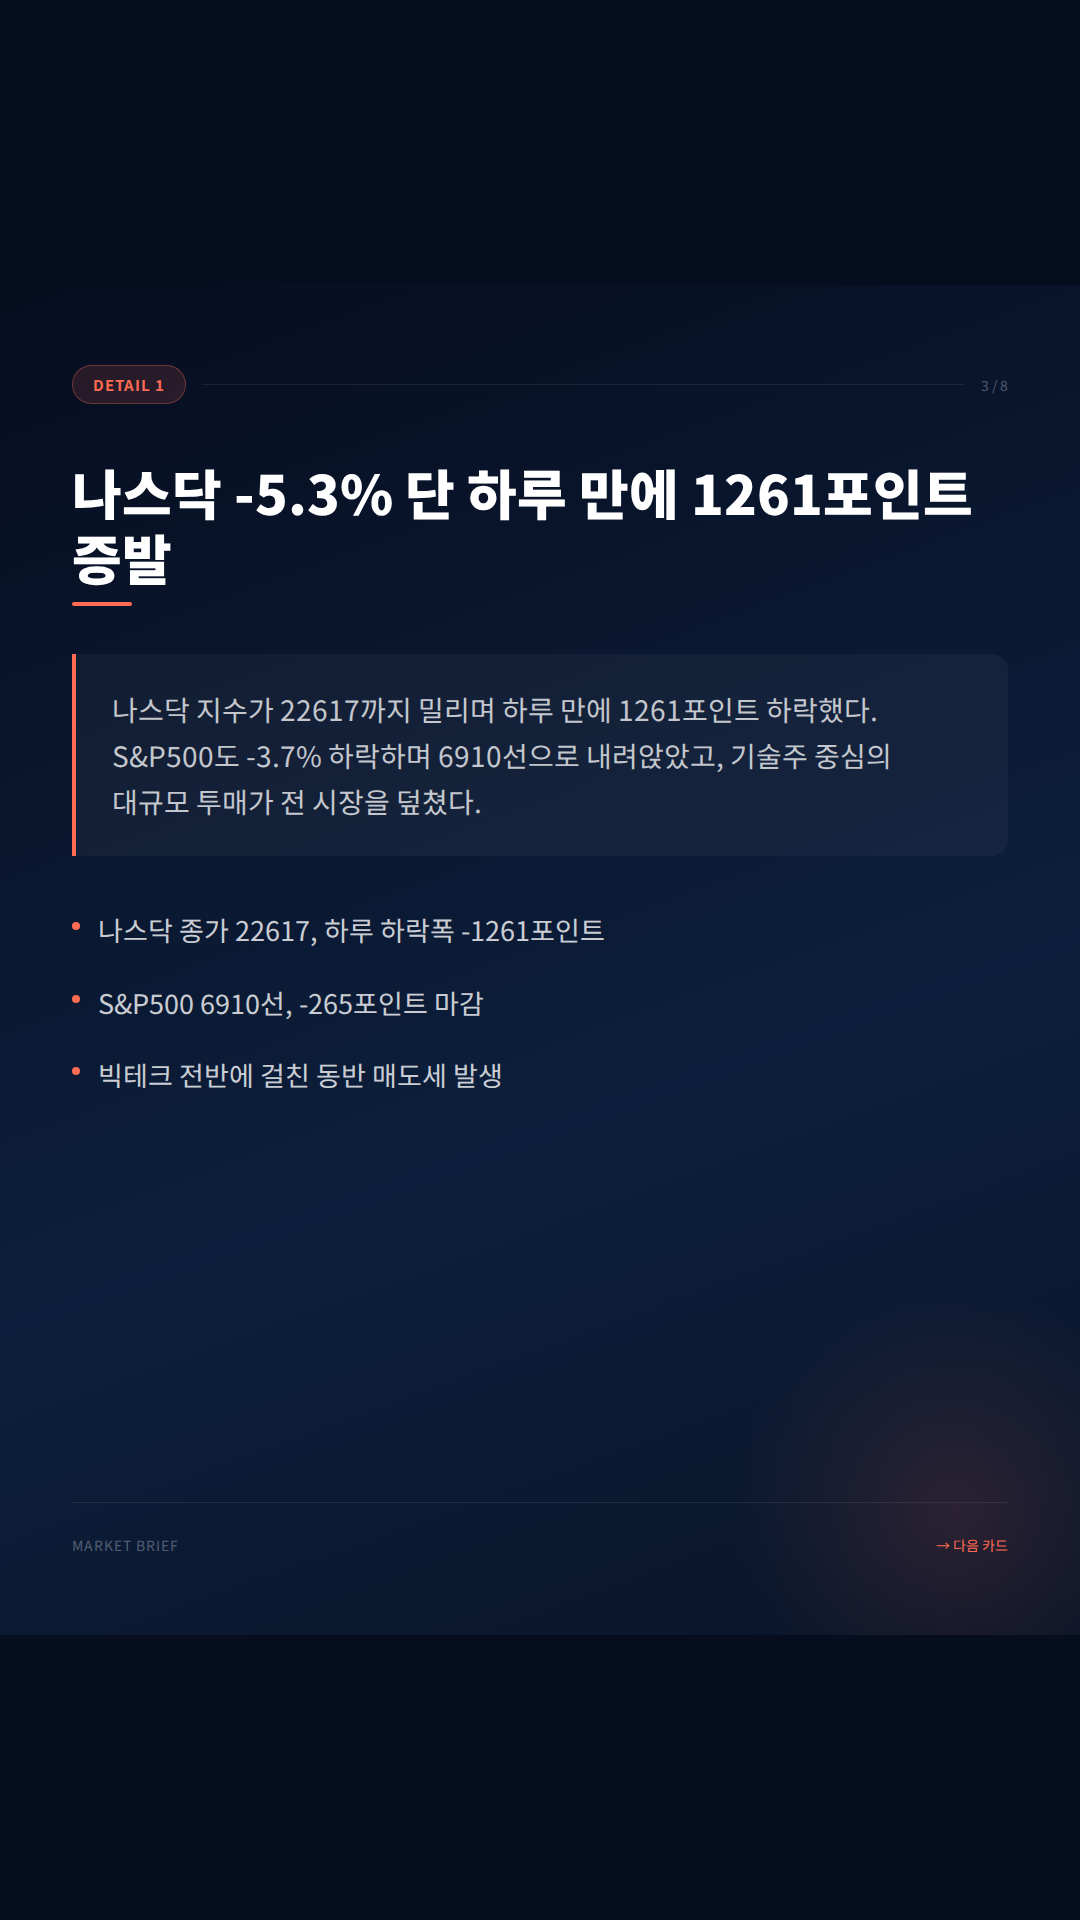 DETAIL 1
3 / 8
나스닥 -5.3% 단 하루 만에 1261포인트
증발
나스닥 지수가 22617까지 밀리며 하루 만에 1261포인트 하락했다.
S&P500도 -3.7% 하락하며 6910선으로 내려앉았고, 기술주 중심의
대규모 투매가 전 시장을 덮쳤다.
• 나스닥 종가 22617, 하루 하락폭 -1261포인트
• S&P500 6910선, -265포인트 마감
• 빅테크 전반에 걸친 동반 매도세 발생
MARKET BRIEF
→ 다음 카드